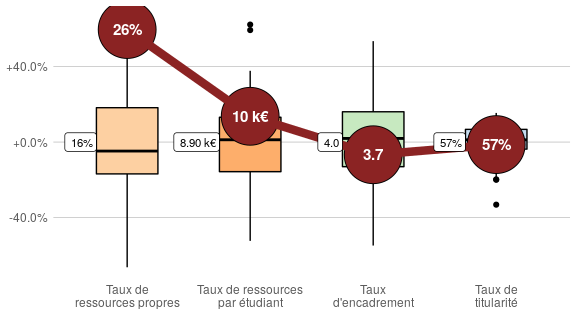 26%
+40.0%
10 k€
16%
8.90 k€
4.0
57%
57%
+0.0%
3.7
-40.0%
Taux de
ressources propres
Taux de ressources
par étudiant
Taux
d'encadrement
Taux de
titularité